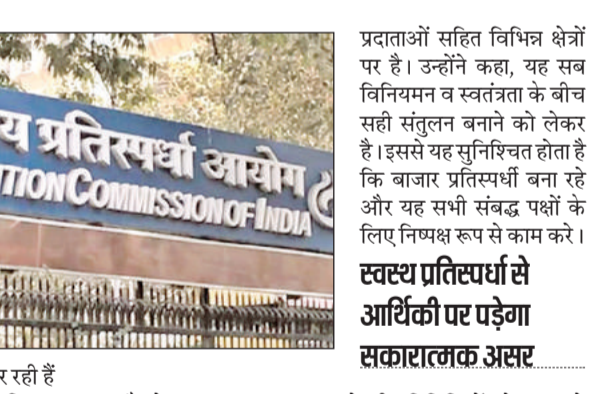 य प्रतिस्पर्धा आयोग
TION COMMISSION OF INDIA
र रही हैं
प्रदाताओं सहित विभिन्न क्षेत्रों
पर है। उन्होंने कहा, यह सब
विनियमन व स्वतंत्रता के बीच
सही संतुलन बनाने को लेकर
है। इससे यह सुनिश्चित होता है
कि बाजार प्रतिस्पर्धी बना रहे
और यह सभी संबद्ध पक्षों के
लिए निष्पक्ष रूप से काम करे।
स्वस्थ प्रतिस्पर्धा से
आर्थिकी पर पड़ेगा
सकारात्मक असर